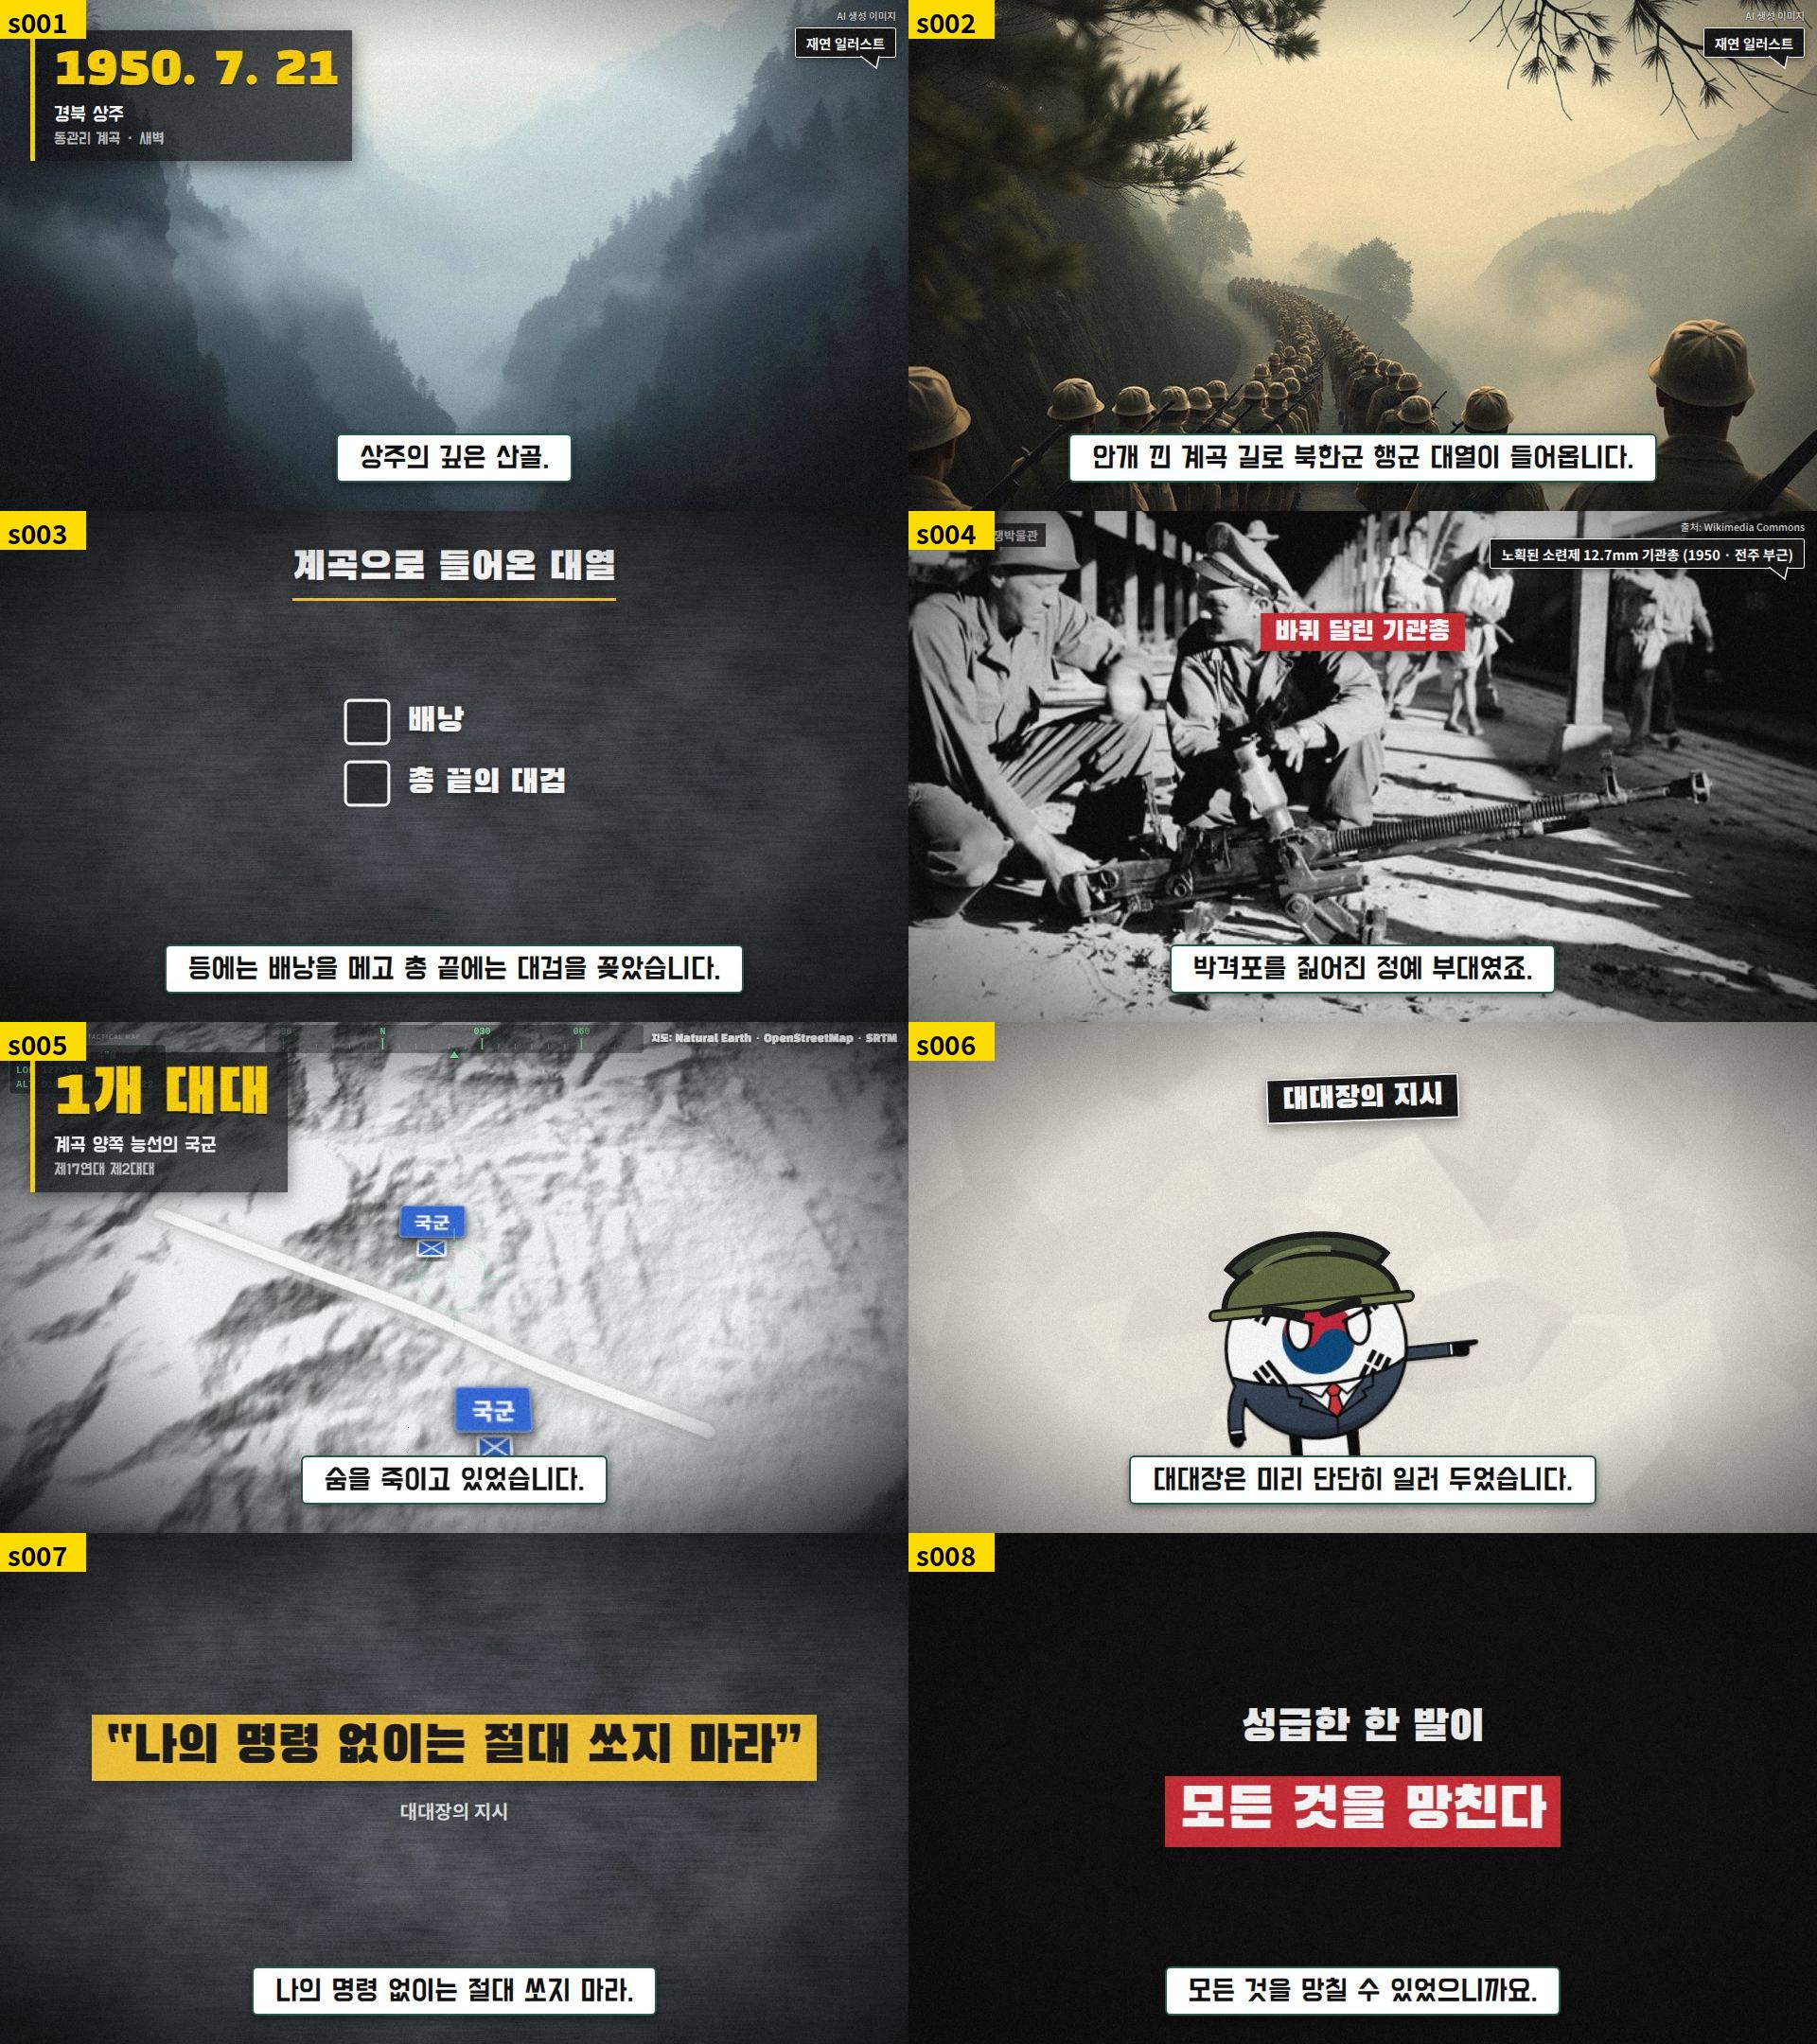 s001
1950. 7. 21
경북 상주
동관리 계곡 · 새벽
AI 생성 이미지
재연 일러스트
상주의 깊은 산골.
s002
AI 생성 이미지
재연 일러스트
안개 낀 계곡 길로 북한군 행군 대열이 들어옵니다.
s003
계곡으로 들어온 대열
배낭
총 끝의 대검
등에는 배낭을 메고 총 끝에는 대검을 꽂았습니다.
s004
쟁박물관
출처: Wikimedia Commons
노획된 소련제 12.7mm 기관총 (1950 · 전주 부근)
바퀴 달린 기관총
박격포를 짊어진 정예 부대였죠.
s005
TACTICAL MAP
N
030
060
지도: Natural Earth · OpenStreetMap · SRTM
1개 대대
계곡 양쪽 능선의 국군
제17연대 제2대대
국군
국군
숨을 죽이고 있었습니다.
s006
대대장의 지시
대대장은 미리 단단히 일러 두었습니다.
s007
“나의 명령 없이는 절대 쏘지 마라”
대대장의 지시
나의 명령 없이는 절대 쏘지 마라.
s008
성급한 한 발이
모든 것을 망친다
모든 것을 망칠 수 있었으니까요.